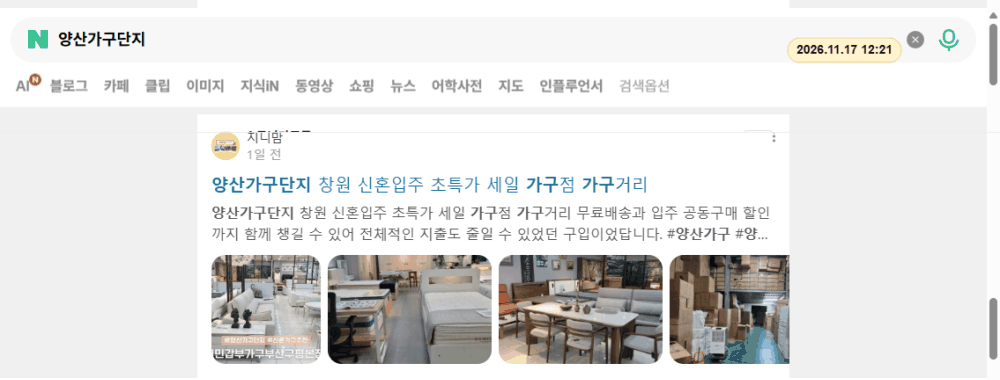 양산가구단지
2026.11.17 12:21
AI N 블로그 카페 클립 이미지 지식iN 동영상 쇼핑 뉴스 어학사전 지도 인플루언서 검색옵션
1일 전
양산가구단지 창원 신혼입주 초특가 세일 가구점 가구거리
양산가구단지 창원 신혼입주 초특가 세일 가구점 가구거리 무료배송과 입주 공동구매 할인
까지 함께 챙길 수 있어 전체적인 지출도 줄일 수 있었던 구입이었답니다. #양산가구 #양...